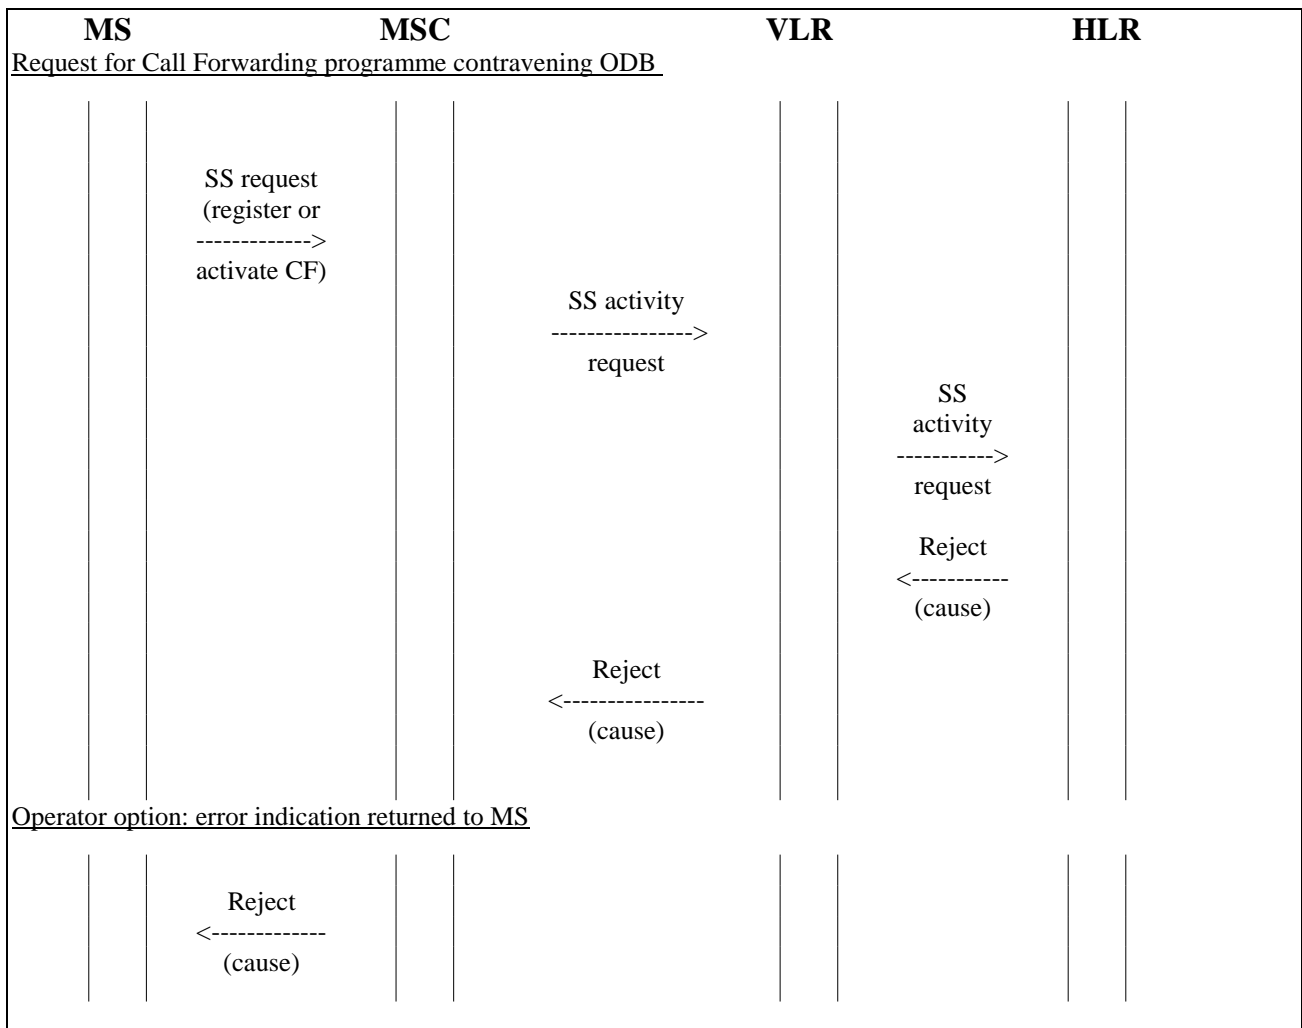 MS MSC VLR HLR
Request for Call Forwarding programme contravening ODB
SS request
(register or
------------->
activate CF)
SS activity
---------------->
request
SS
activity
----------->
request
Reject
<-----------
(cause)
Reject
<----------------
(cause)
Operator option: error indication returned to MS
Reject
<-------------
(cause)